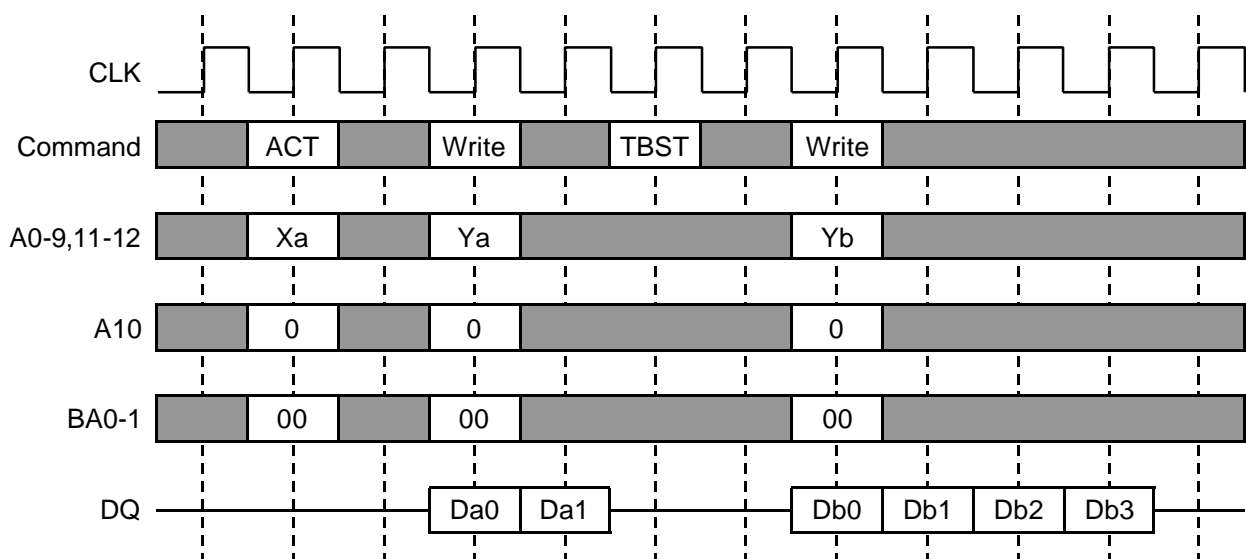 CLK
Command ACT Write TBST Write
A0-9,11-12 Xa Ya Yb
A10 0 0 0
BA0-1 00 00 00
DQ Da0 Da1 Db0 Db1 Db2 Db3